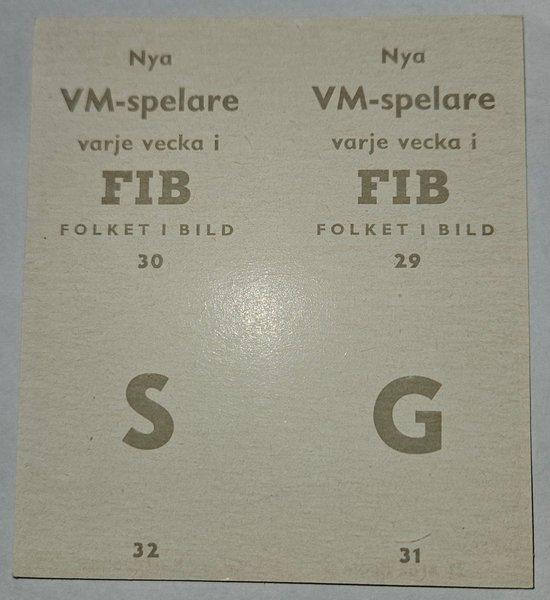 Nya
VM-spelare
varje vecka i
FIB
FOLKET I BILD
30
Nya
VM-spelare
varje vecka i
FIB
FOLKET I BILD
29
S
32
G
31